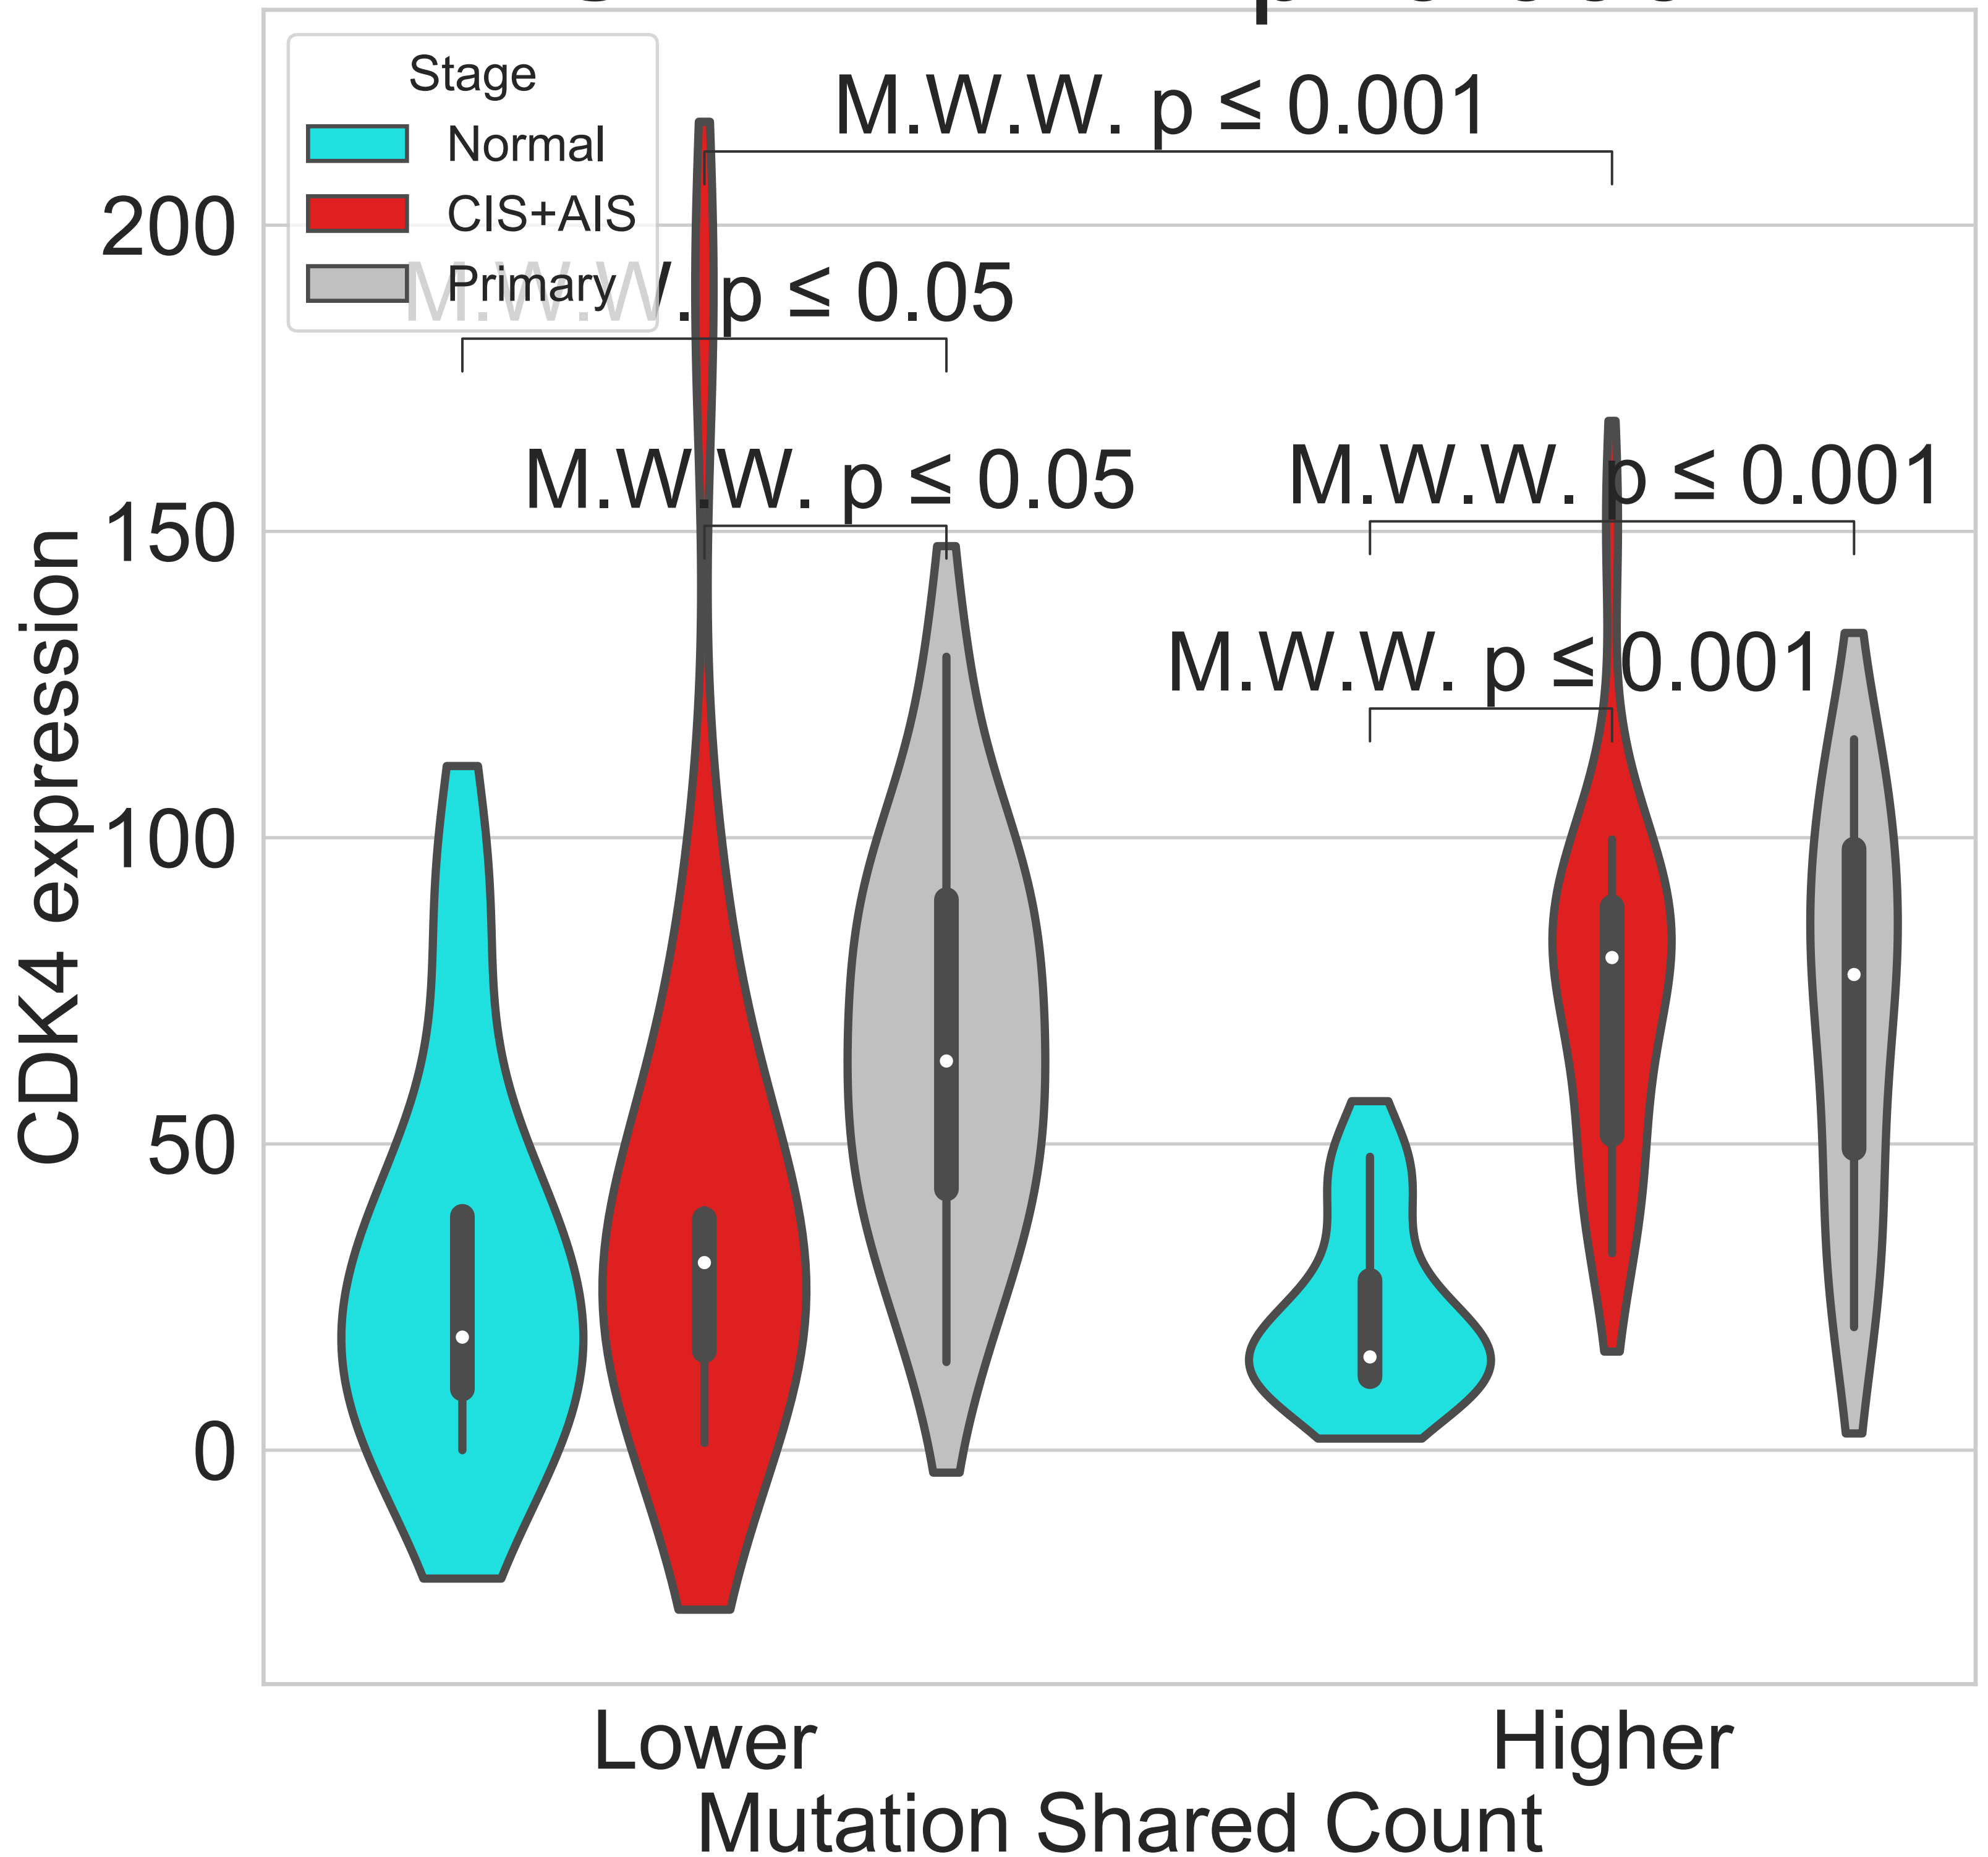 Stage
Normal
CIS+AIS
Primary
M.W.W. p ≤ 0.001
M.W.W. p ≤ 0.05
M.W.W. p ≤ 0.05
M.W.W. p ≤ 0.001
M.W.W. p ≤ 0.001
CDK4 expression
200
150
100
50
0
Lower
Higher
Mutation Shared Count